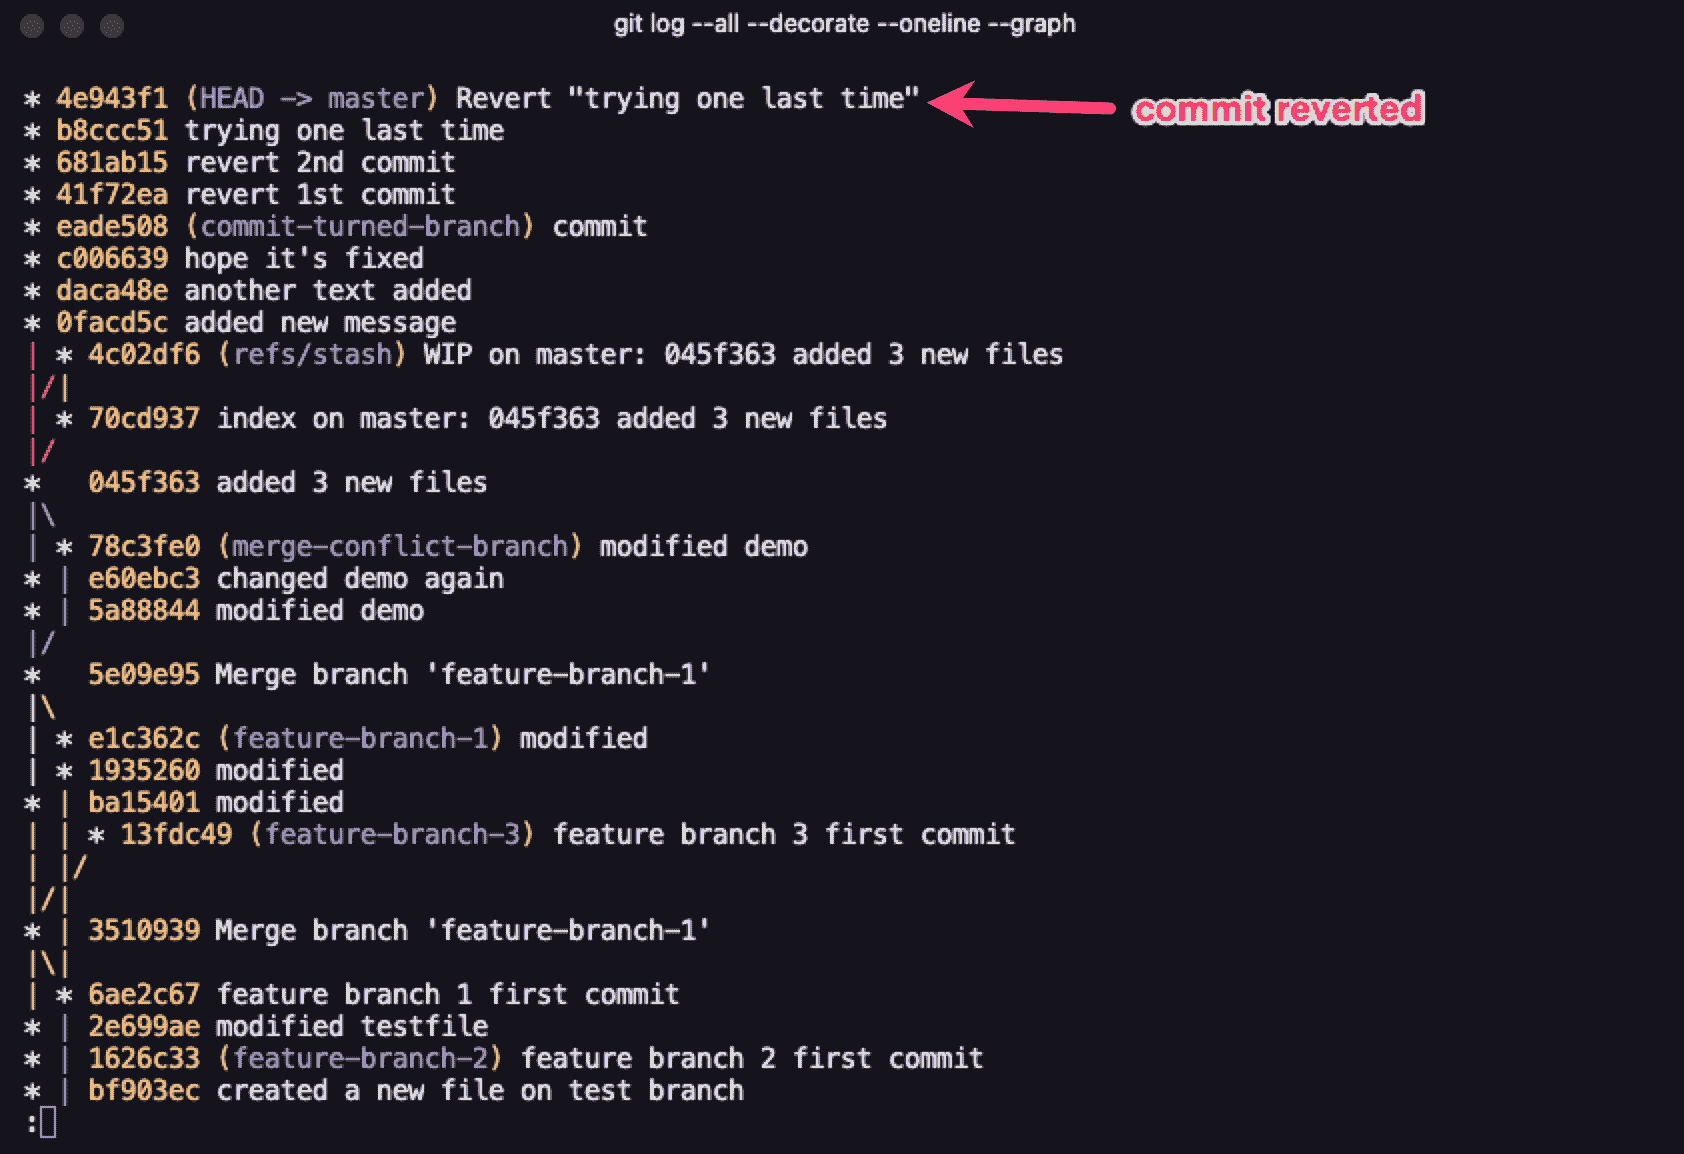 git log --all --decorate --oneline --graph
* 4e943f1 (HEAD -> master) Revert "trying one last time"
commit reverted
* b8ccc51 trying one last time
* 681ab15 revert 2nd commit
* 41f72ea revert 1st commit
* eade508 (commit-turned-branch) commit
* c006639 hope it's fixed
* daca48e another text added
* 0facd5c added new message
| * 4c02df6 (refs/stash) WIP on master: 045f363 added 3 new files
|/|
| * 70cd937 index on master: 045f363 added 3 new files
|/
*   045f363 added 3 new files
|\
| * 78c3fe0 (merge-conflict-branch) modified demo
* | e60ebc3 changed demo again
* | 5a88844 modified demo
|/
*   5e09e95 Merge branch 'feature-branch-1'
|\
| * e1c362c (feature-branch-1) modified
| * 1935260 modified
* | ba15401 modified
| | * 13fdc49 (feature-branch-3) feature branch 3 first commit
| |/
|/|
* | 3510939 Merge branch 'feature-branch-1'
|\|
| * 6ae2c67 feature branch 1 first commit
* | 2e699ae modified testfile
* | 1626c33 (feature-branch-2) feature branch 2 first commit
* | bf903ec created a new file on test branch
: